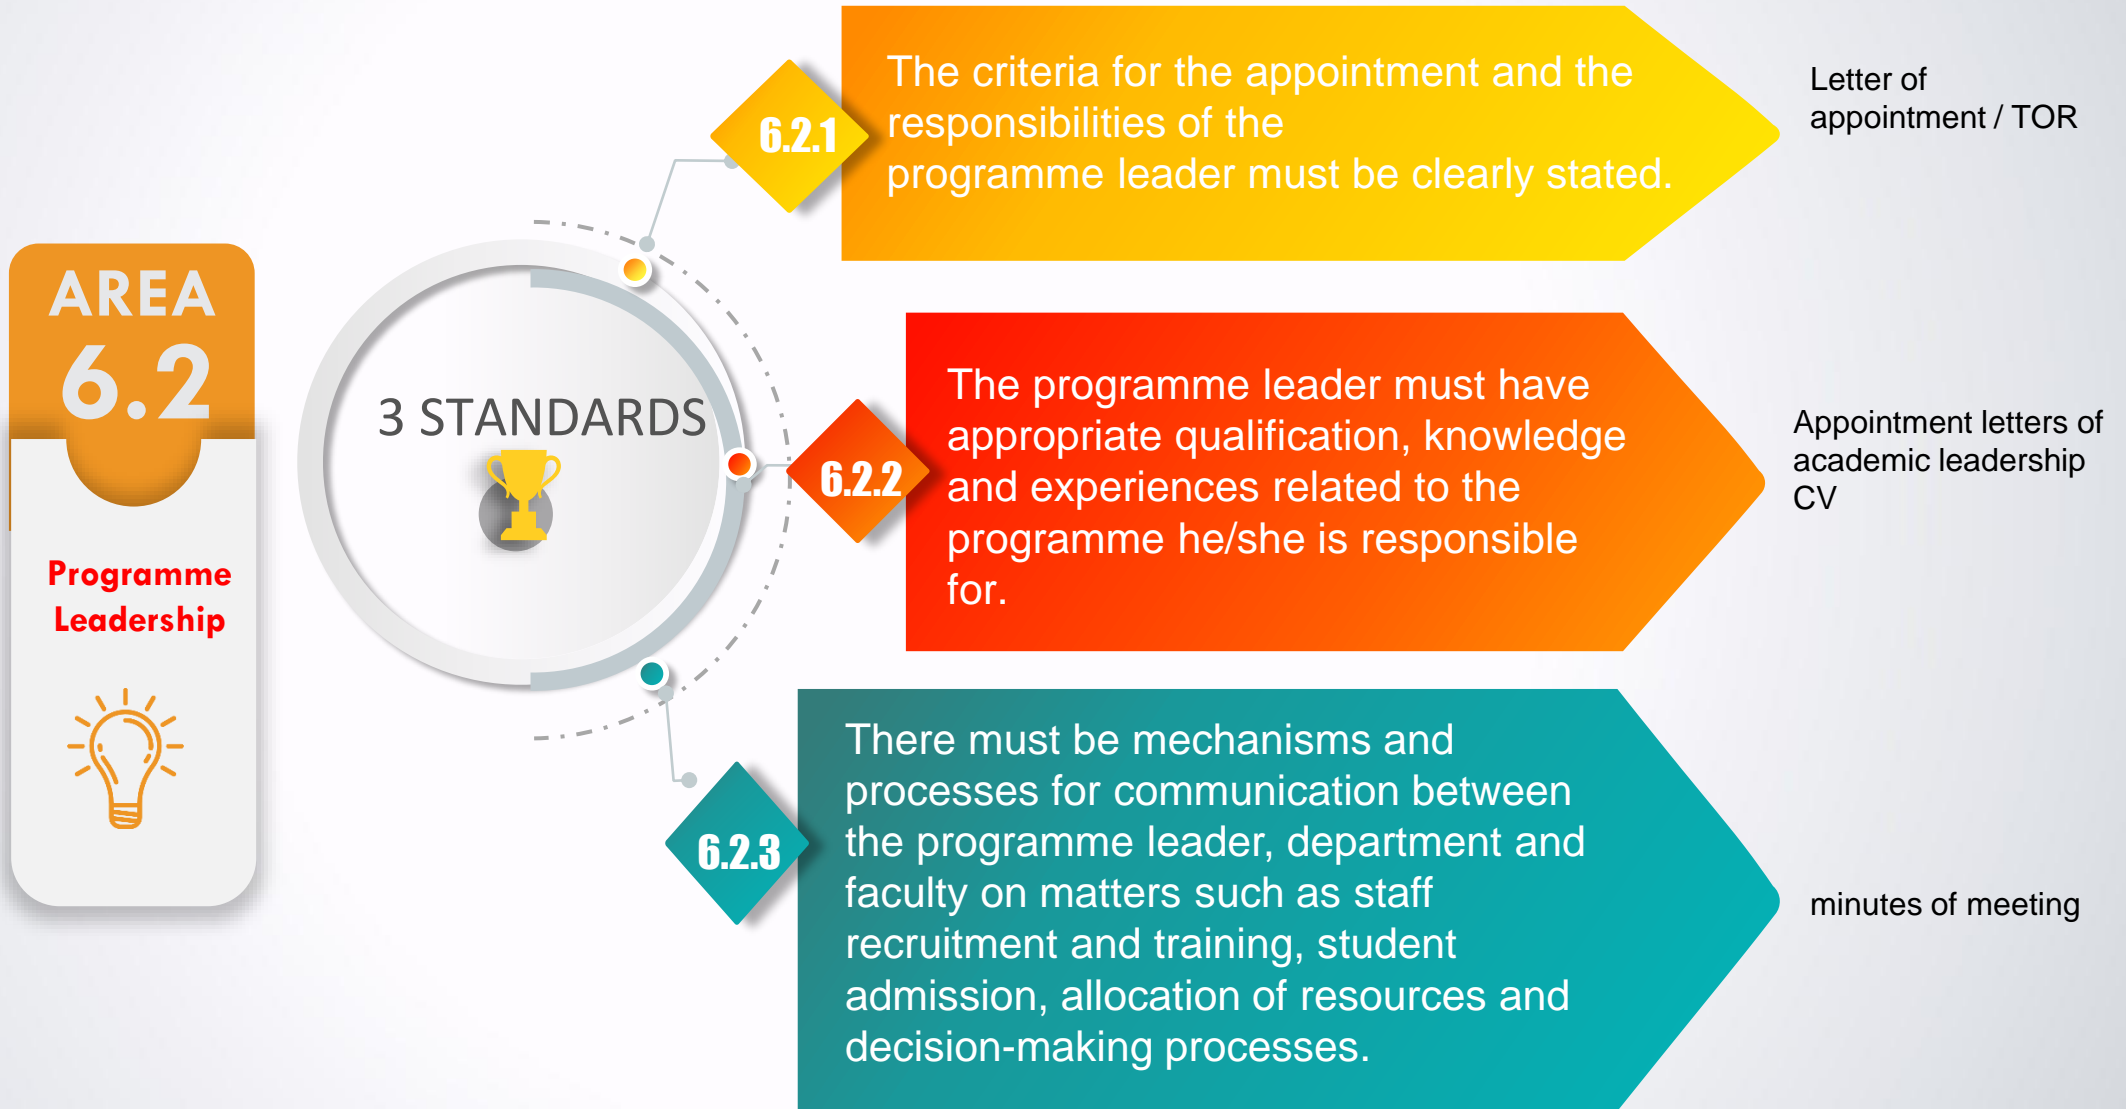 AREA
6.2
Programme
Leadership
3 STANDARDS
6.2.1
The criteria for the appointment and the
responsibilities of the
programme leader must be clearly stated.
Letter of
appointment / TOR
6.2.2
The programme leader must have
appropriate qualification, knowledge
and experiences related to the
programme he/she is responsible
for.
Appointment letters of
academic leadership
CV
6.2.3
There must be mechanisms and
processes for communication between
the programme leader, department and
faculty on matters such as staff
recruitment and training, student
admission, allocation of resources and
decision-making processes.
minutes of meeting